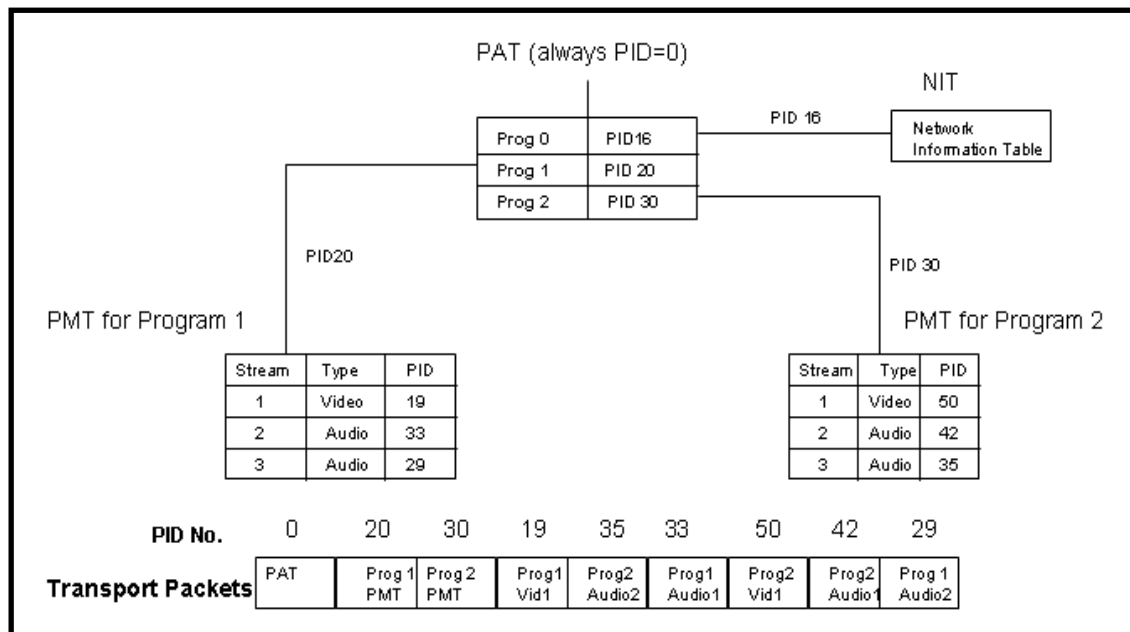 PAT (always PID=0)
NIT
PID 16
Network
Information Table
Prog 0 PID16
Prog 1 PID 20
Prog 2 PID 30
PID20
PID 30
PMT for Program 1
PMT for Program 2
Stream Type PID
1 Video 19
2 Audio 33
3 Audio 29
Stream Type PID
1 Video 50
2 Audio 42
3 Audio 35
PID No. 0 20 30 19 35 33 50 42 29
Transport Packets
PAT
Prog 1
PMT
Prog 2
PMT
Prog1
Vid1
Prog2
Audio2
Prog1
Audio1
Prog2
Vid1
Prog2
Audio1
Prog 1
Audio2